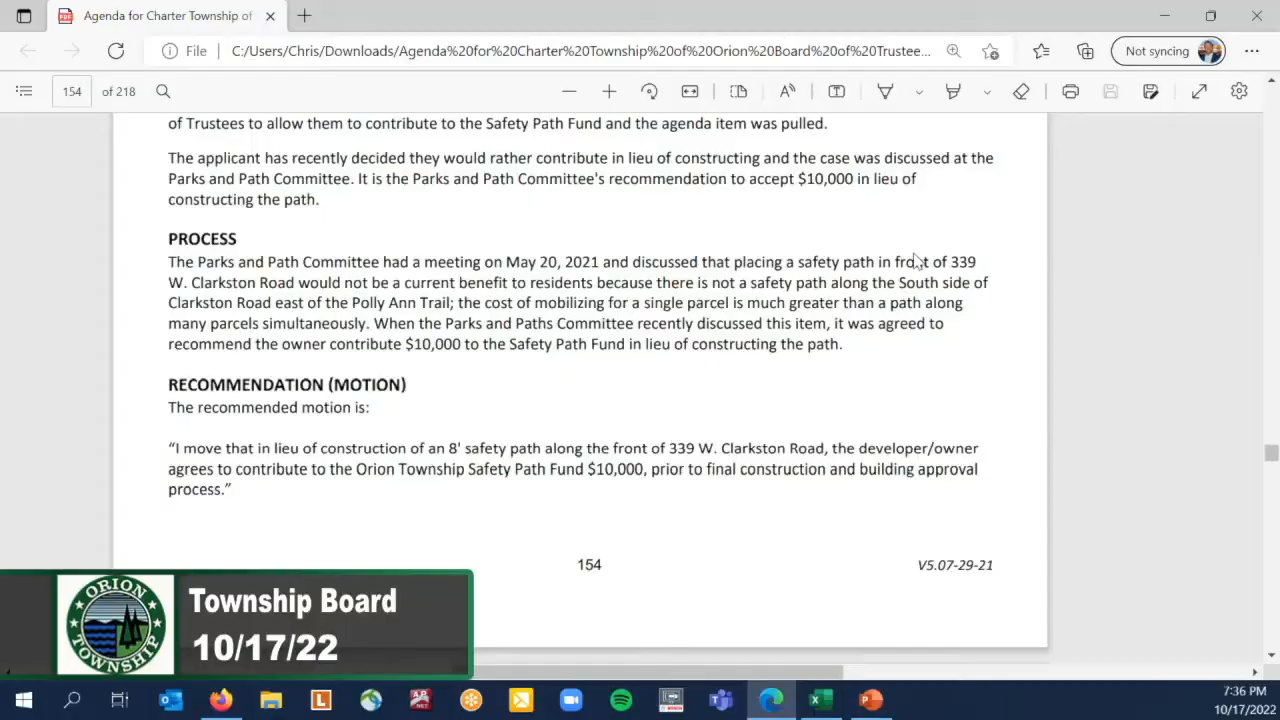 Agenda for Charter Township of
File
C:/Users/Chris/Downloads/Agenda%20for%20Charter%20Township%20of%20Orion%20Board%20of%20Trustee...
Not syncing
154 of 218
of Trustees to allow them to contribute to the Safety Path Fund and the agenda item was pulled.
The applicant has recently decided they would rather contribute in lieu of constructing and the case was discussed at the
Parks and Path Committee. It is the Parks and Path Committee's recommendation to accept $10,000 in lieu of
constructing the path.
PROCESS
The Parks and Path Committee had a meeting on May 20, 2021 and discussed that placing a safety path in front of 339
W. Clarkston Road would not be a current benefit to residents because there is not a safety path along the South side of
Clarkston Road east of the Polly Ann Trail; the cost of mobilizing for a single parcel is much greater than a path along
many parcels simultaneously. When the Parks and Paths Committee recently discussed this item, it was agreed to
recommend the owner contribute $10,000 to the Safety Path Fund in lieu of constructing the path.
RECOMMENDATION (MOTION)
The recommended motion is:
“I move that in lieu of construction of an 8' safety path along the front of 339 W. Clarkston Road, the developer/owner
agrees to contribute to the Orion Township Safety Path Fund $10,000, prior to final construction and building approval
process.”
154
V5.07-29-21
ORION
TOWNSHIP
Township Board
10/17/22
7:36 PM
10/17/2022